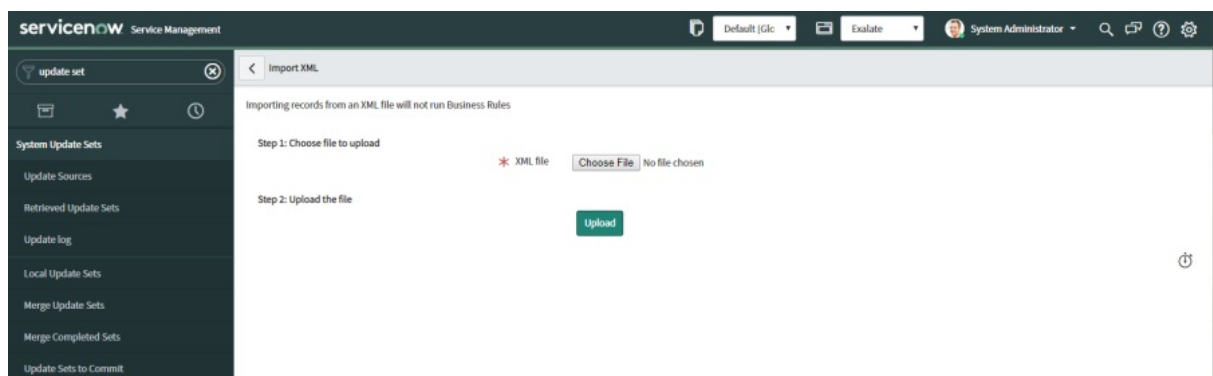 servicenow Service Management
Default [Glc
Exalate
System Administrator
update set
Import XML
Importing records from an XML file will not run Business Rules
System Update Sets
Step 1: Choose file to upload
* XML file Choose File No file chosen
Update Sources
Step 2: Upload the file
Retrieved Update Sets
Upload
Update log
Local Update Sets
Merge Update Sets
Merge Completed Sets
Update Sets to Commit